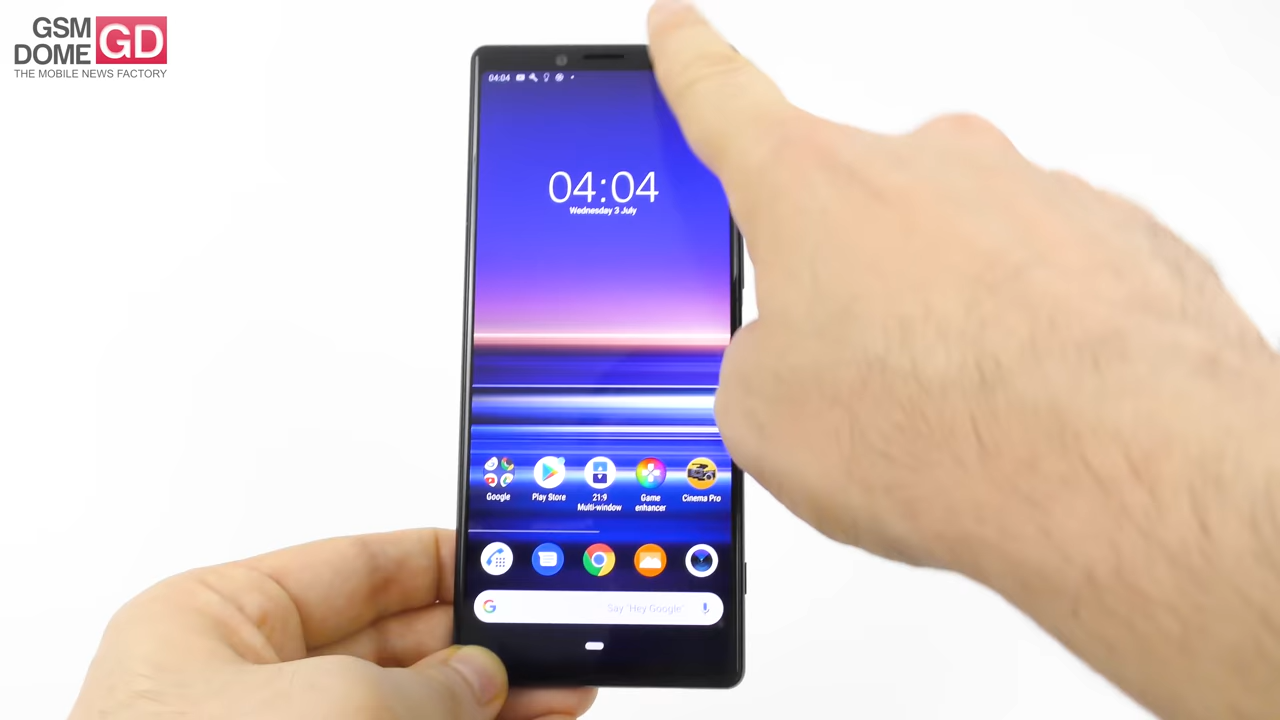 GSM
DOME
GD
THE MOBILE NEWS FACTORY
04:04
04:04
Wednesday 3 July
Google
Play Store
21:9
Multi-window
Game
enhancer
Cinema Pro
Say "Hey Google"